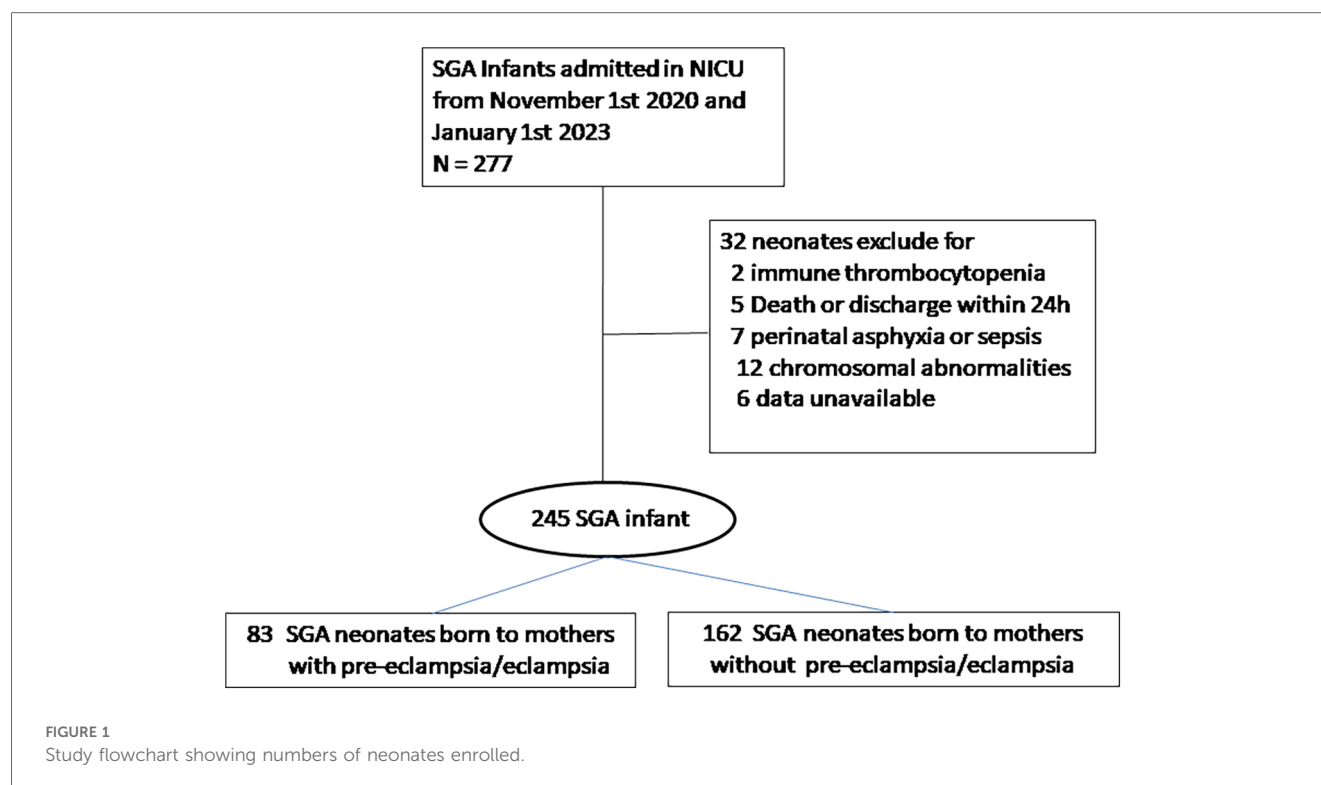 SGA Infants admitted in NICU
from November 1st 2020 and
January 1st 2023
N = 277
32 neonates exclude for
2 immune thrombocytopenia
5 Death or discharge within 24h
7 perinatal asphyxia or sepsis
12 chromosomal abnormalities
6 data unavailable
245 SGA infant
83 SGA neonates born to mothers
with pre-eclampsia/eclampsia
162 SGA neonates born to mothers
without pre-eclampsia/eclampsia
FIGURE 1
Study flowchart showing numbers of neonates enrolled.